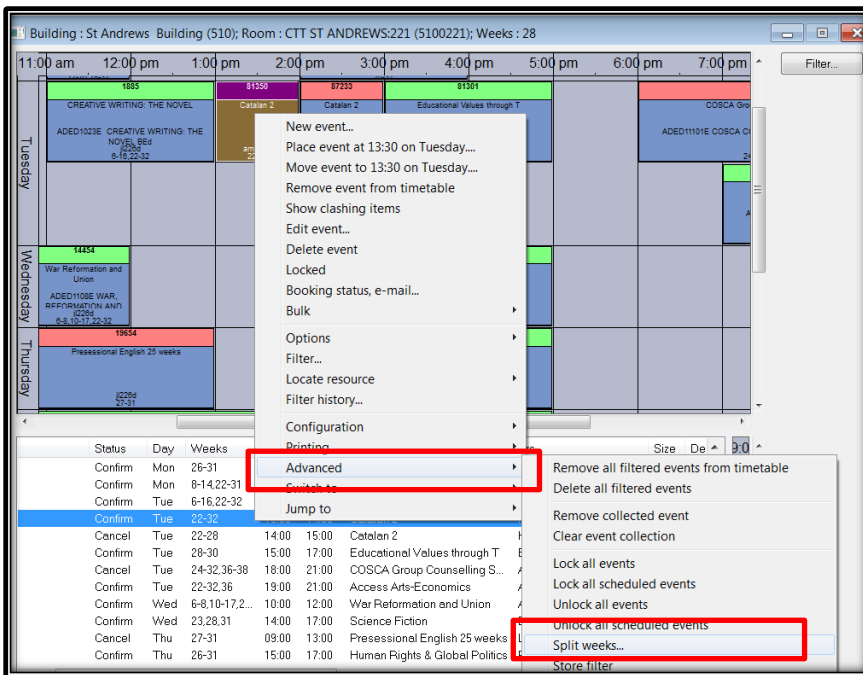 Building : St Andrews Building (510); Room : CTT ST ANDREWS:221 (5100221); Weeks : 28
11:00 am 12:00 pm 1:00 pm 2:00 pm 3:00 pm 4:00 pm 5:00 pm 6:00 pm 7:00 pm
Filter...
Tuesday
1885
CREATIVE WRITING: THE NOVEL
ADED1023E CREATIVE WRITING: THE
NOVEL BEd
jl226d
6-16,22-32
81350
Catalan 2
87233
Catalan 2
81301
Educational Values through T
COSCA Gro
ADED11101E COSCA C
24
Wednesday
14454
War Reformation and
Union
ADED1108E WAR,
REFORMATION AND
jl226d
6-8,10-17,22-32
Thursday
19654
Presessional English 25 weeks
jl228d
27-31
New event...
Place event at 13:30 on Tuesday....
Move event to 13:30 on Tuesday....
Remove event from timetable
Show clashing items
Edit event...
Delete event
Locked
Booking status, e-mail...
Bulk
Options
Filter...
Locate resource
Filter history...
Configuration
Printing
Advanced
Switch to
Jump to
Remove all filtered events from timetable
Delete all filtered events
Remove collected event
Clear event collection
Lock all events
Lock all scheduled events
Unlock all events
Unlock all scheduled events
Split weeks...
Store filter
Status Day Weeks Size De 9:0
Confirm Mon 26-31
Confirm Mon 8-14,22-31
Confirm Tue 6-16,22-32
Confirm Tue 22-32
Cancel Tue 22-28 14:00 15:00 Catalan 2
Confirm Tue 28-30 15:00 17:00 Educational Values through T
Cancel Tue 24-32,36-38 18:00 21:00 COSCA Group Counselling S...
Confirm Tue 22-32,36 19:00 21:00 Access Arts-Economics
Confirm Wed 6-8,10-17,2... 10:00 12:00 War Reformation and Union
Confirm Wed 23,28,31 14:00 17:00 Science Fiction
Cancel Thu 27-31 09:00 13:00 Presessional English 25 weeks
Confirm Thu 26-31 15:00 17:00 Human Rights & Global Politics